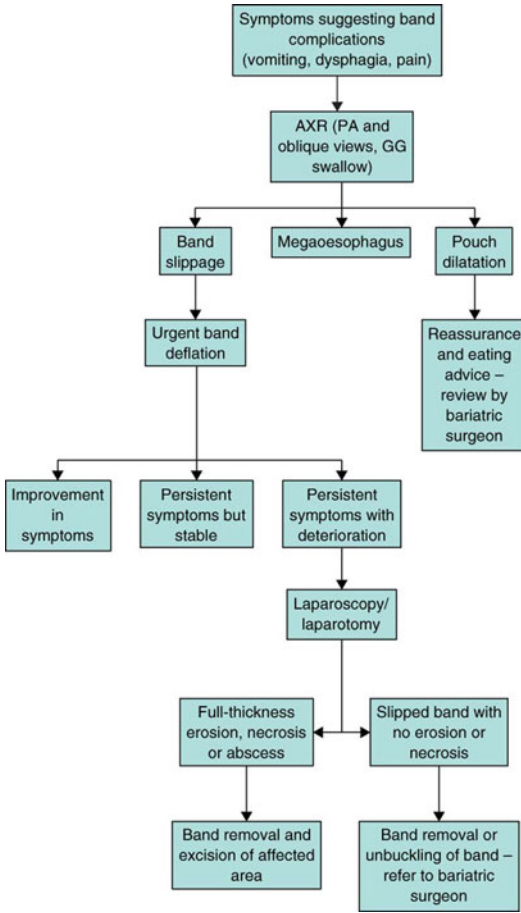 Symptoms suggesting band
complications
(vomiting, dysphagia, pain)
AXR (PA and
oblique views, GG
swallow)
Band
slippage
Megaoesophagus
Pouch
dilatation
Urgent band
deflation
Reassurance
and eating
advice –
review by
bariatric
surgeon
Improvement
in
symptoms
Persistent
symptoms but
stable
Persistent
symptoms with
deterioration
Laparoscopy/
laparotomy
Full-thickness
erosion, necrosis
or abscess
Slipped band with
no erosion or
necrosis
Band removal and
excision of affected
area
Band removal or
unbuckling of band –
refer to bariatric
surgeon